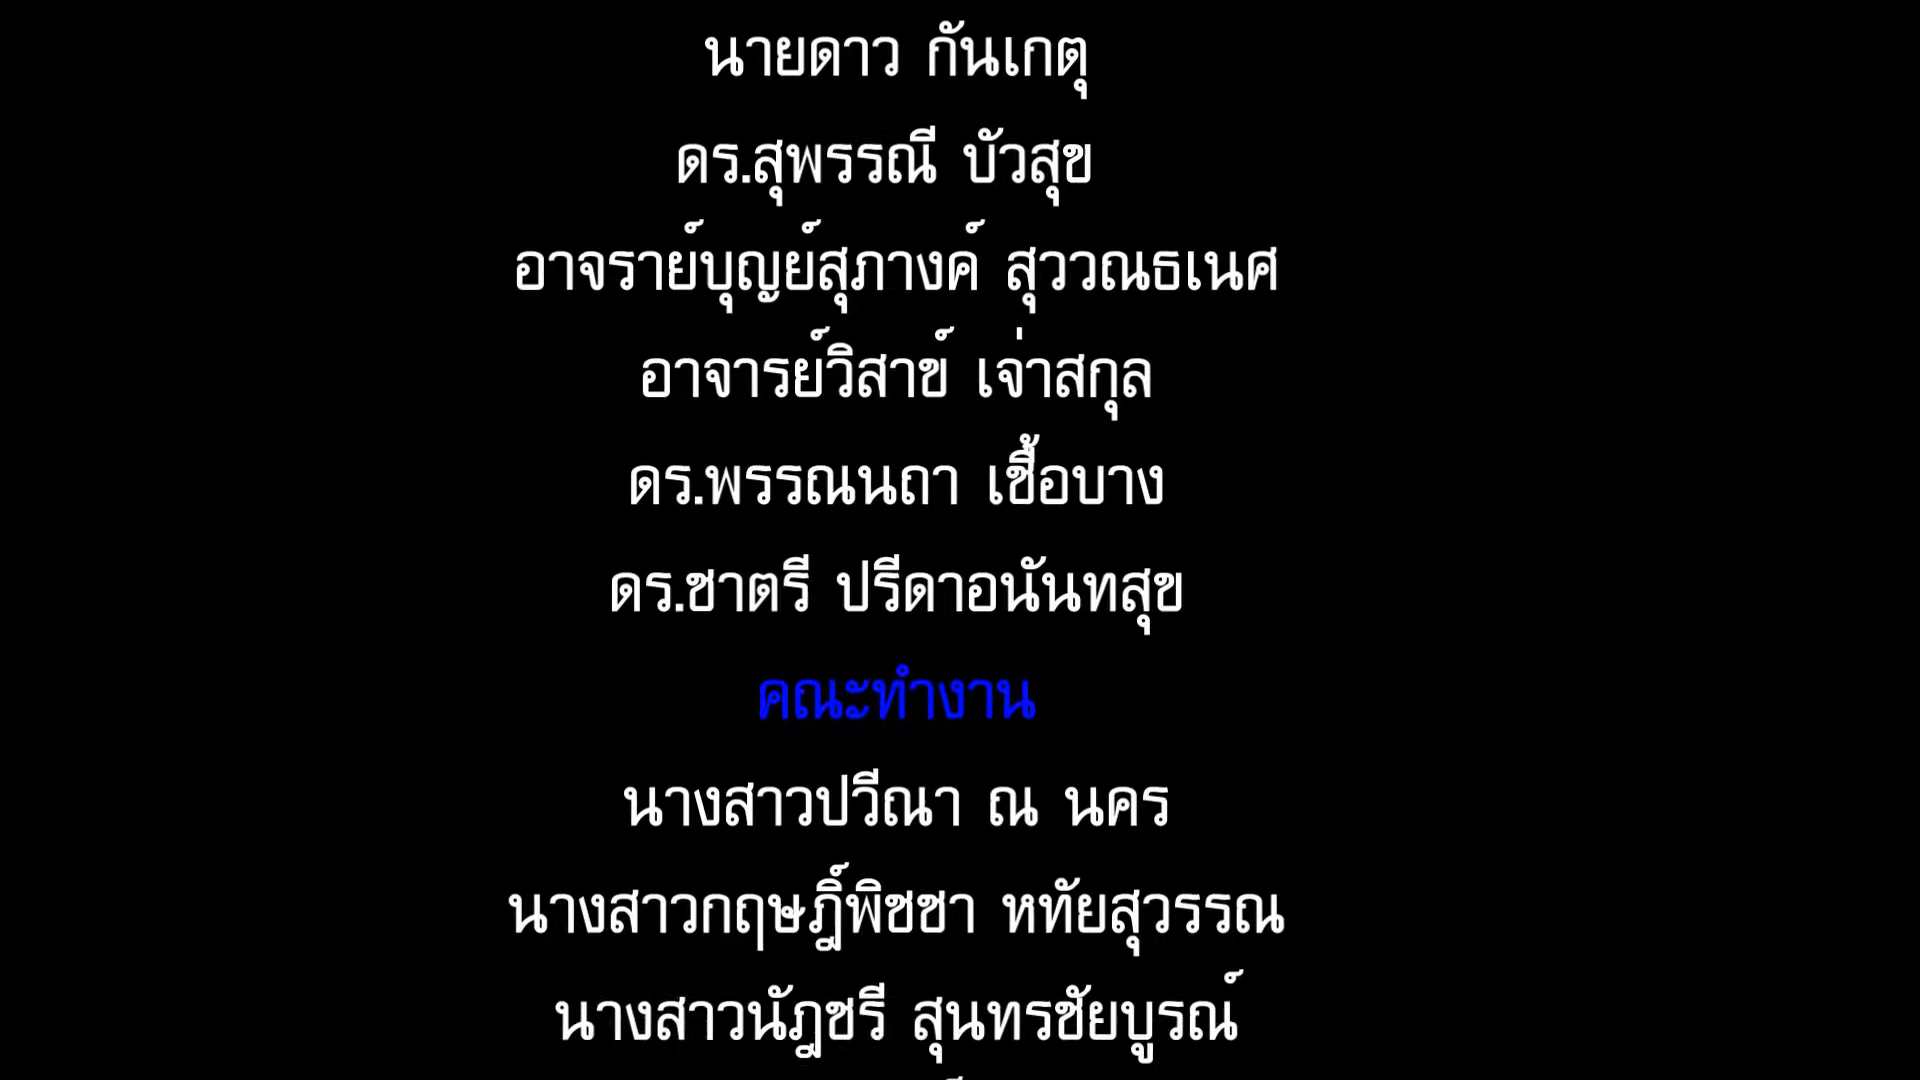 นายดาว กันเกตุ
ดร.สุพรรณี บัวสุข
อาจราย์บุญย์สุภางค์ สุววณธเนศ
อาจารย์วิสาข์ เจ่าสกุล
ดร.พรรณนถา เชื้อบาง
ดร.ชาตรี ปรีดาอนันทสุข
คณะทำงาน
นางสาวปวีณา ณ นคร
นางสาวกฤษฎิ์พิชชา หทัยสุวรรณ
นางสาวนัฎชรี สุนทรชัยบูรณ์